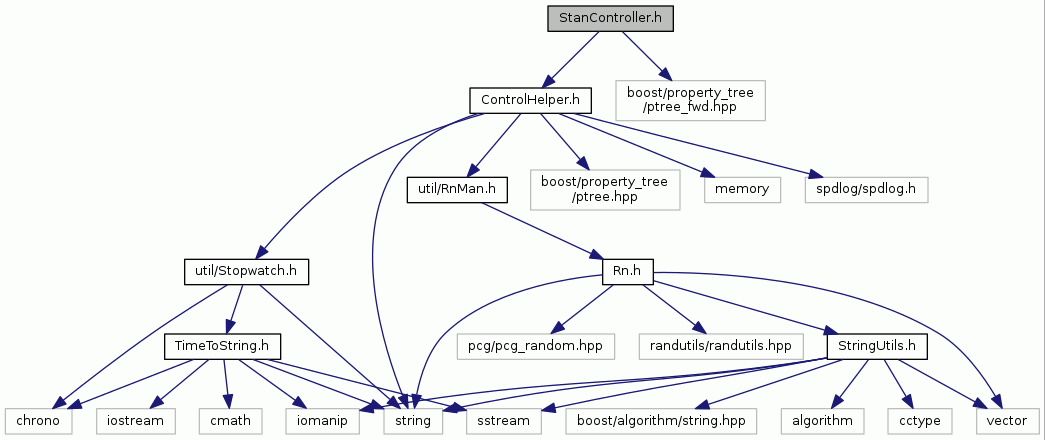 StanController.h
ControlHelper.h
boost/property_tree
/ptree_fwd.hpp
util/RnMan.h
boost/property_tree
/ptree.hpp
memory
spdlog/spdlog.h
util/Stopwatch.h
Rn.h
TimeToString.h
pcg/pcg_random.hpp
randutils/randutils.hpp
StringUtils.h
chrono
iostream
cmath
iomanip
string
sstream
boost/algorithm/string.hpp
algorithm
cctype
vector